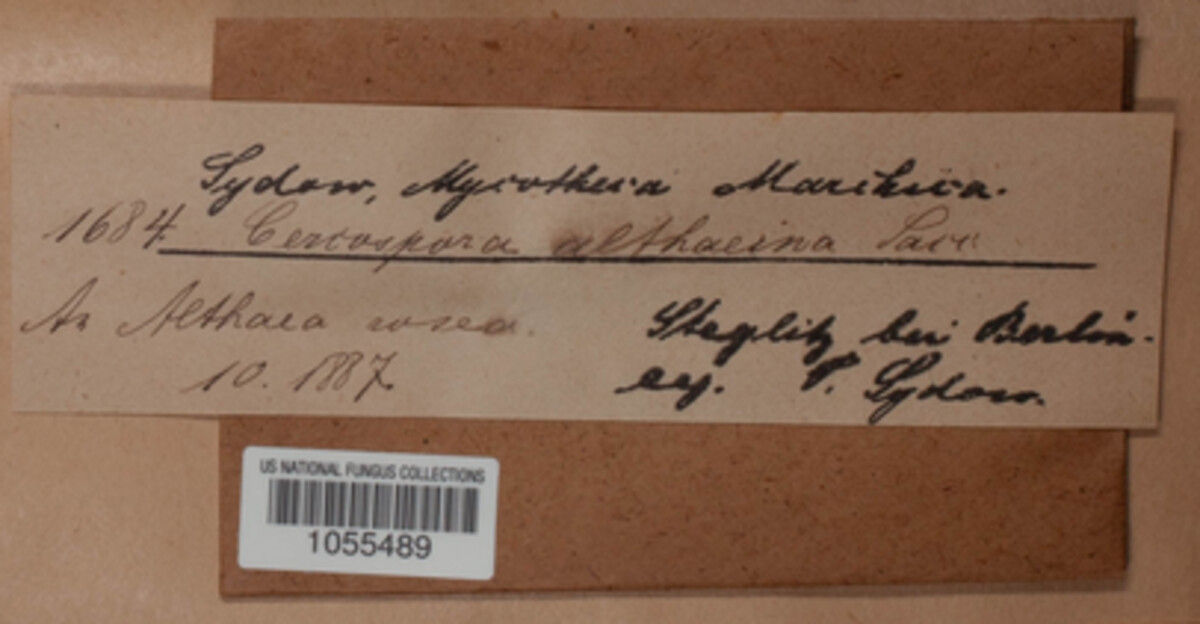 Sydow, Mycotheca Marchica.
1684. Cercospora althaeina Sacc
An Althaea rosea.
10. 1887.
Steglitz bei Berlin.
leg. P. Sydow.
US NATIONAL FUNGUS COLLECTIONS
1055489